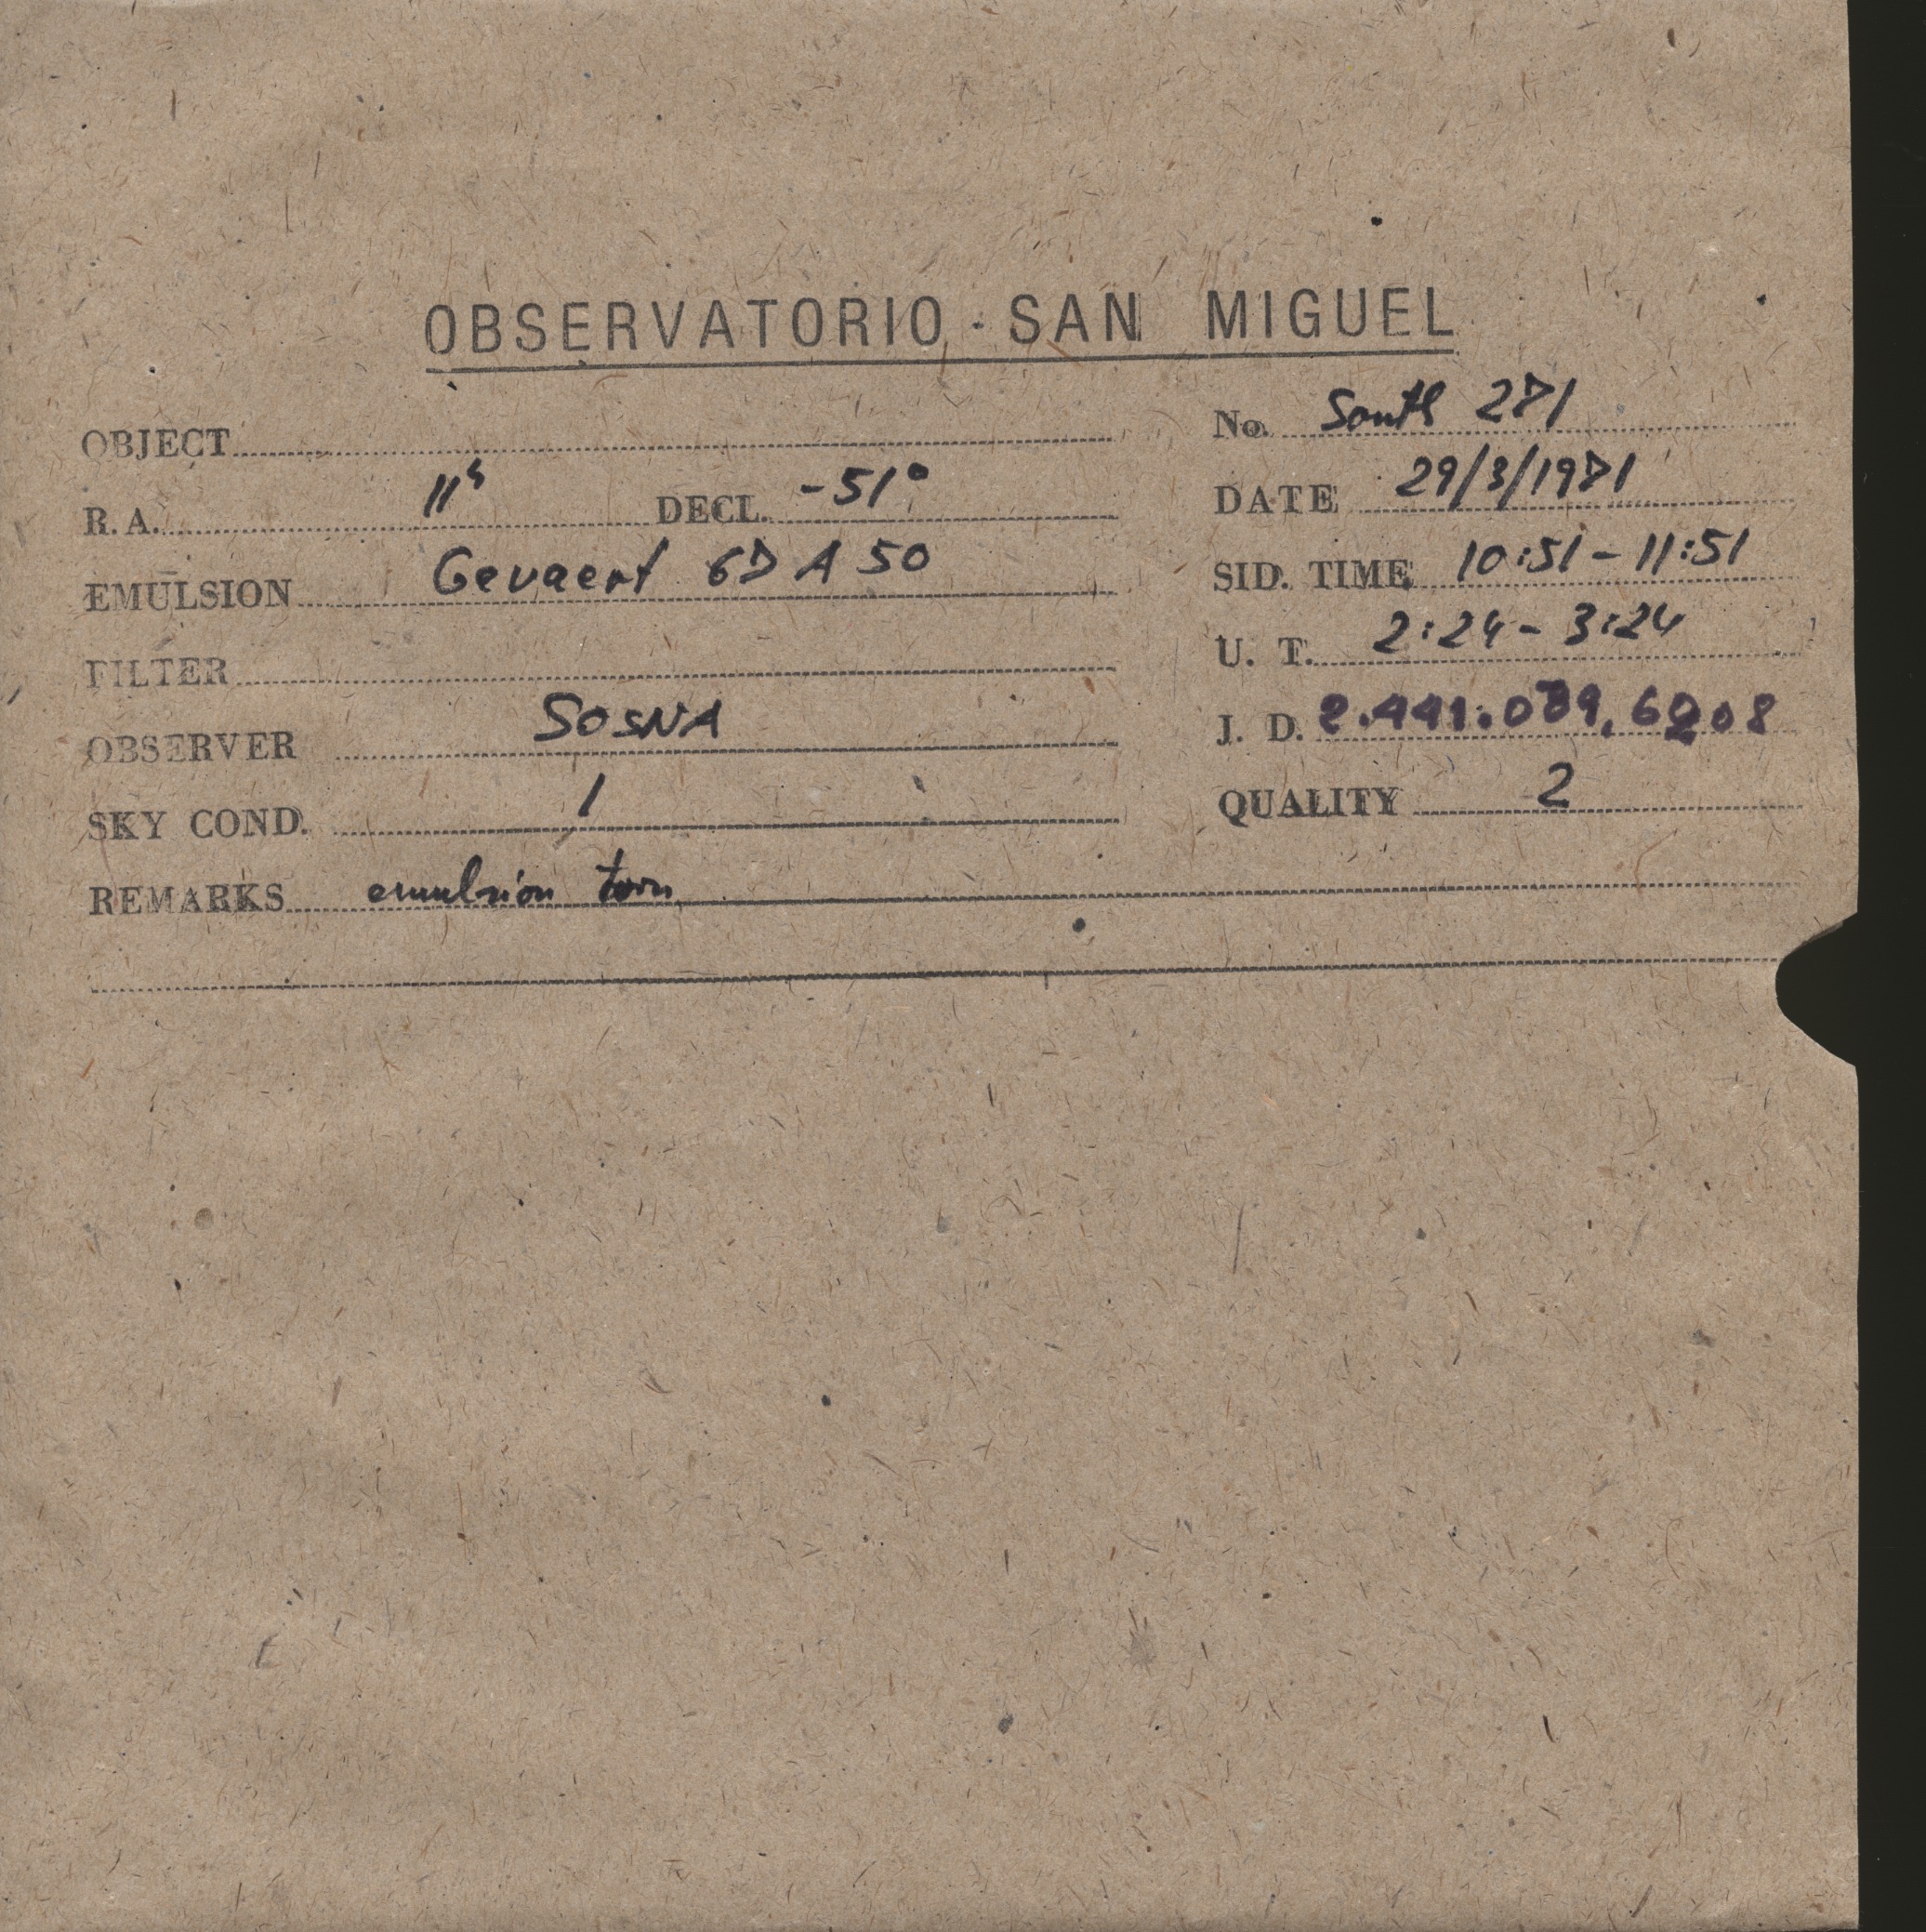 OBSERVATORIO - SAN MIGUEL
OBJECT
No. South 271
R. A. 11ʰ DECL. -51°
DATE 29/3/1971
EMULSION Gevaert 67 A 50
SID. TIME 10:51 - 11:51
FILTER
U. T. 2:24 - 3:24
OBSERVER SOSNA
J. D. 2.441.039,6208
SKY COND. 1
QUALITY 2
REMARKS emulsion torn